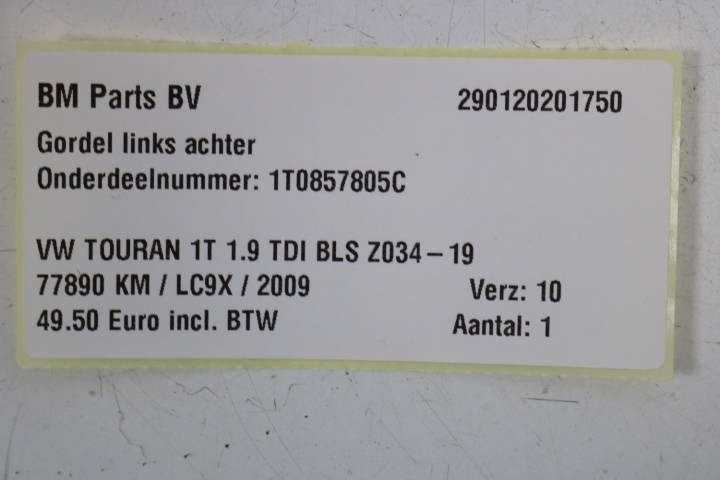 BM Parts BV 290120201750
Gordel links achter
Onderdeelnummer: 1T0857805C
VW TOURAN 1T 1.9 TDI BLS Z034-19
77890 KM / LC9X / 2009 Verz: 10
49.50 Euro incl. BTW Aantal: 1